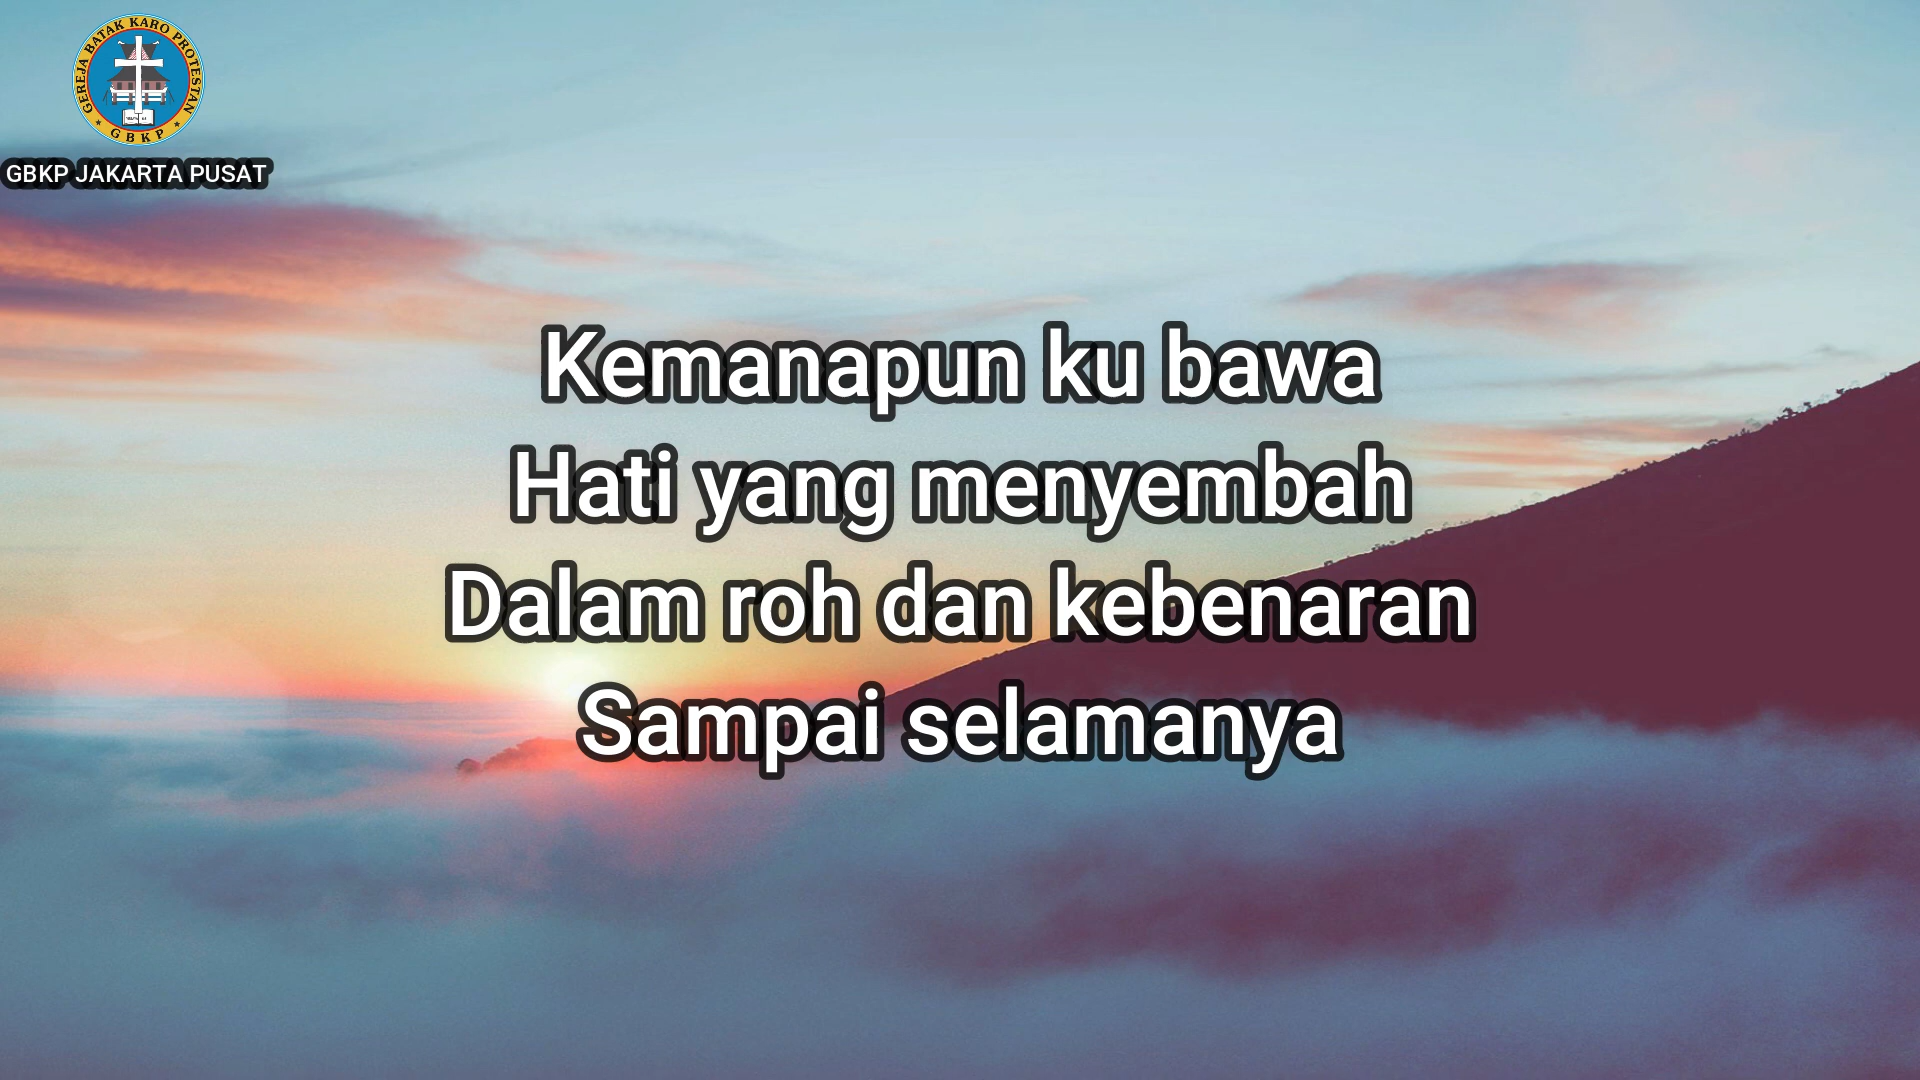 GEREJA BATAK KARO PROTESTAN
GBKP
GBKP JAKARTA PUSAT
Kemanapun ku bawa
Hati yang menyembah
Dalam roh dan kebenaran
Sampai selamanya